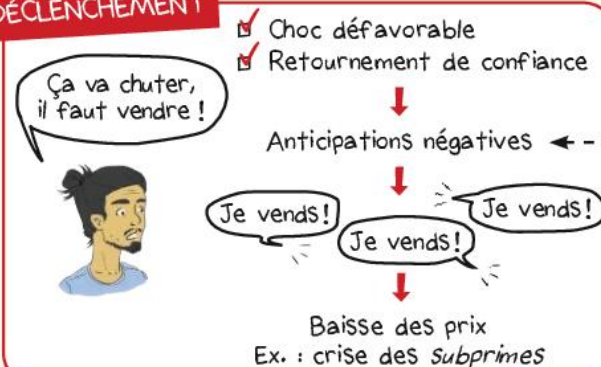 DÉCLENCHEMENT
Choc défavorable
Retournement de confiance
Ça va chuter,
il faut vendre !
Anticipations négatives
Je vends!
Je vends!
Je vends!
Baisse des prix
Ex. : crise des subprimes